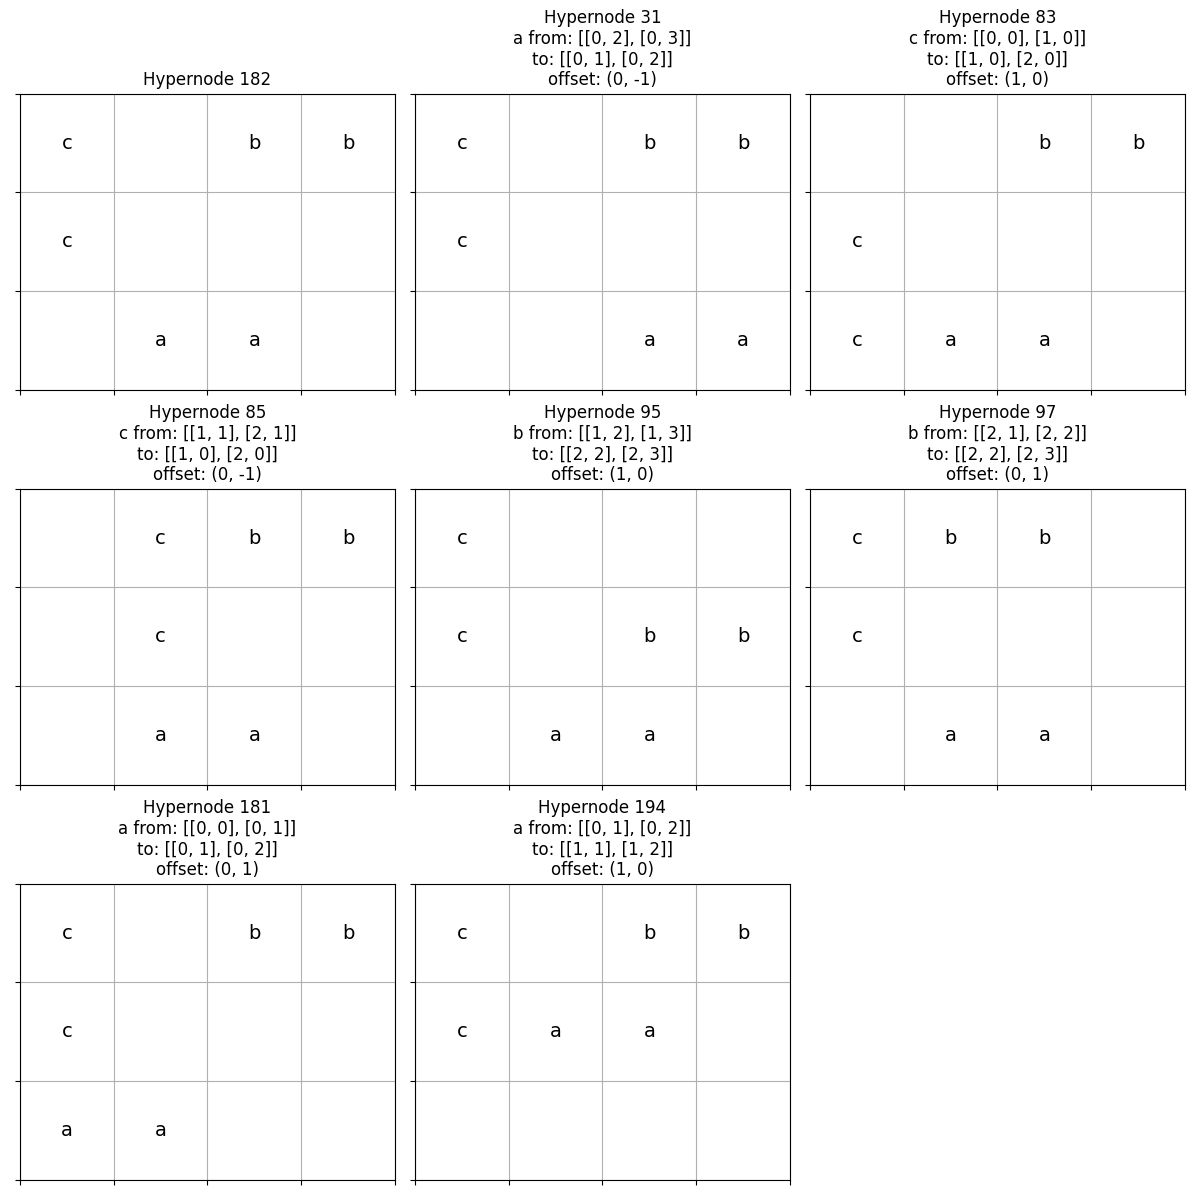 Hypernode 182
c b b
c
a a
Hypernode 31
a from: [[0, 2], [0, 3]]
to: [[0, 1], [0, 2]]
offset: (0, -1)
c b b
c
a a
Hypernode 83
c from: [[0, 0], [1, 0]]
to: [[1, 0], [2, 0]]
offset: (1, 0)
b b
c
c a a
Hypernode 85
c from: [[1, 1], [2, 1]]
to: [[1, 0], [2, 0]]
offset: (0, -1)
c b b
c
a a
Hypernode 95
b from: [[1, 2], [1, 3]]
to: [[2, 2], [2, 3]]
offset: (1, 0)
c
c b b
a a
Hypernode 97
b from: [[2, 1], [2, 2]]
to: [[2, 2], [2, 3]]
offset: (0, 1)
c b b
c
a a
Hypernode 181
a from: [[0, 0], [0, 1]]
to: [[0, 1], [0, 2]]
offset: (0, 1)
c b b
c
a a
Hypernode 194
a from: [[0, 1], [0, 2]]
to: [[1, 1], [1, 2]]
offset: (1, 0)
c b b
c a a